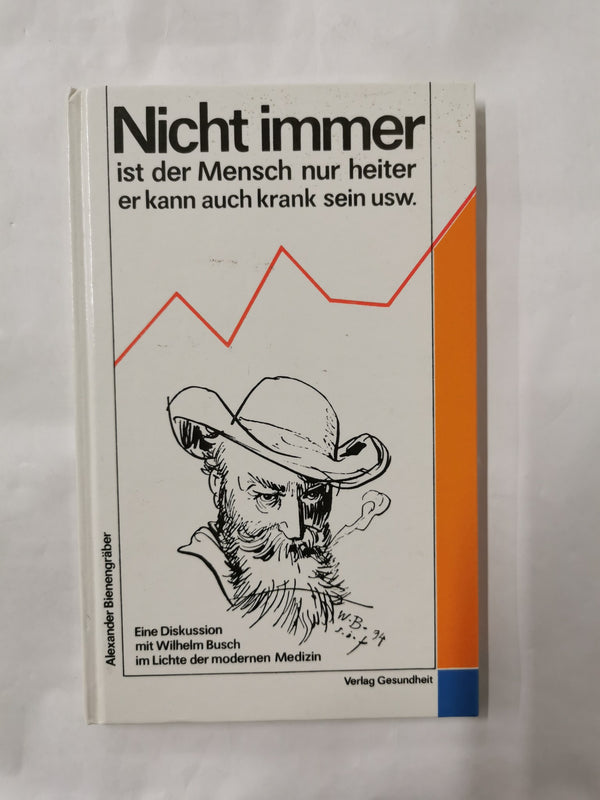 Nicht immer
ist der Mensch nur heiter
er kann auch krank sein usw.
Alexander Bienengräber
W.B. 94
Eine Diskussion
mit Wilhelm Busch
im Lichte der modernen Medizin
Verlag Gesundheit